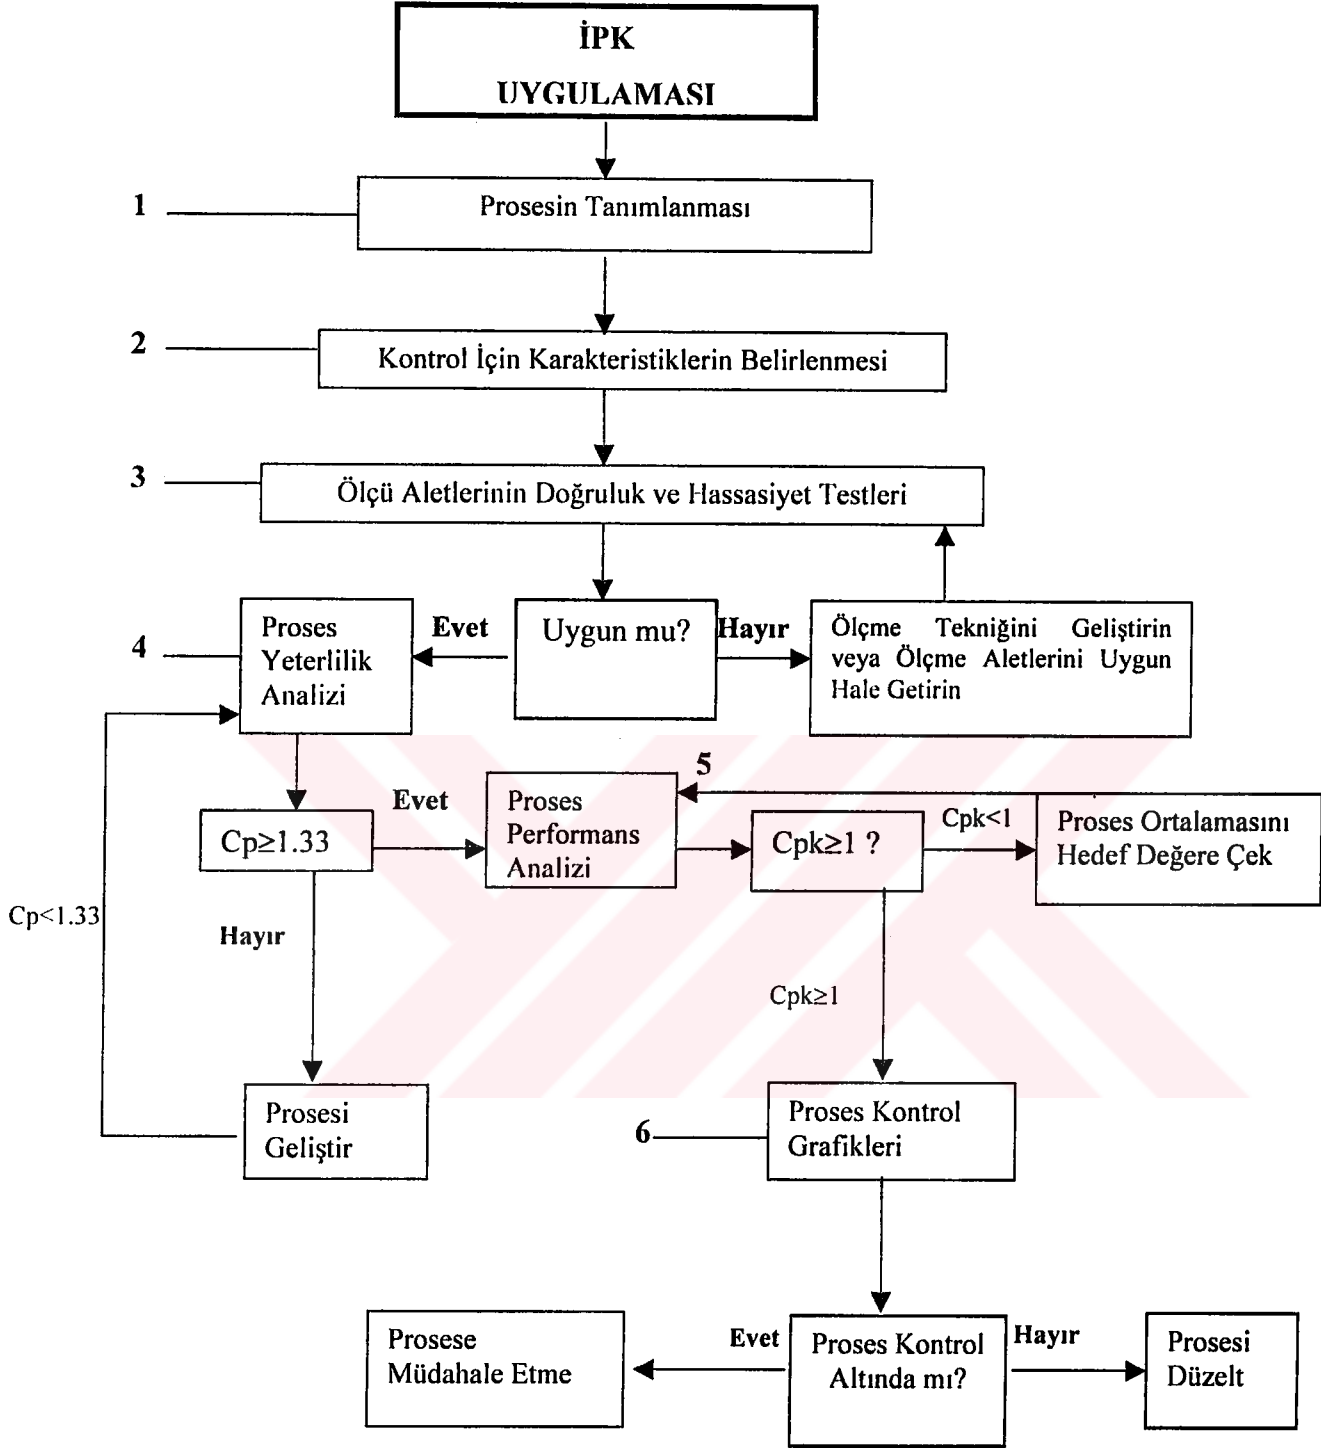 İPK
UYGULAMASI
1
Prosesin Tanımlanması
2
Kontrol İçin Karakteristiklerin Belirlenmesi
3
Ölçü Aletlerinin Doğruluk ve Hassasiyet Testleri
4
Proses
Yeterlilik
Analizi
Evet
Uygun mu?
Hayır
Ölçme Tekniğini Geliştirin
veya Ölçme Aletlerini Uygun
Hale Getirin
Cp≥1.33
Evet
5
Proses
Performans
Analizi
Cpk≥1 ?
Cpk<1
Proses Ortalamasını
Hedef Değere Çek
Cp<1.33
Hayır
Cpk≥1
Prosesi
Geliştir
6
Proses Kontrol
Grafikleri
Prosese
Müdahale Etme
Evet
Proses Kontrol
Altında mı?
Hayır
Prosesi
Düzelt